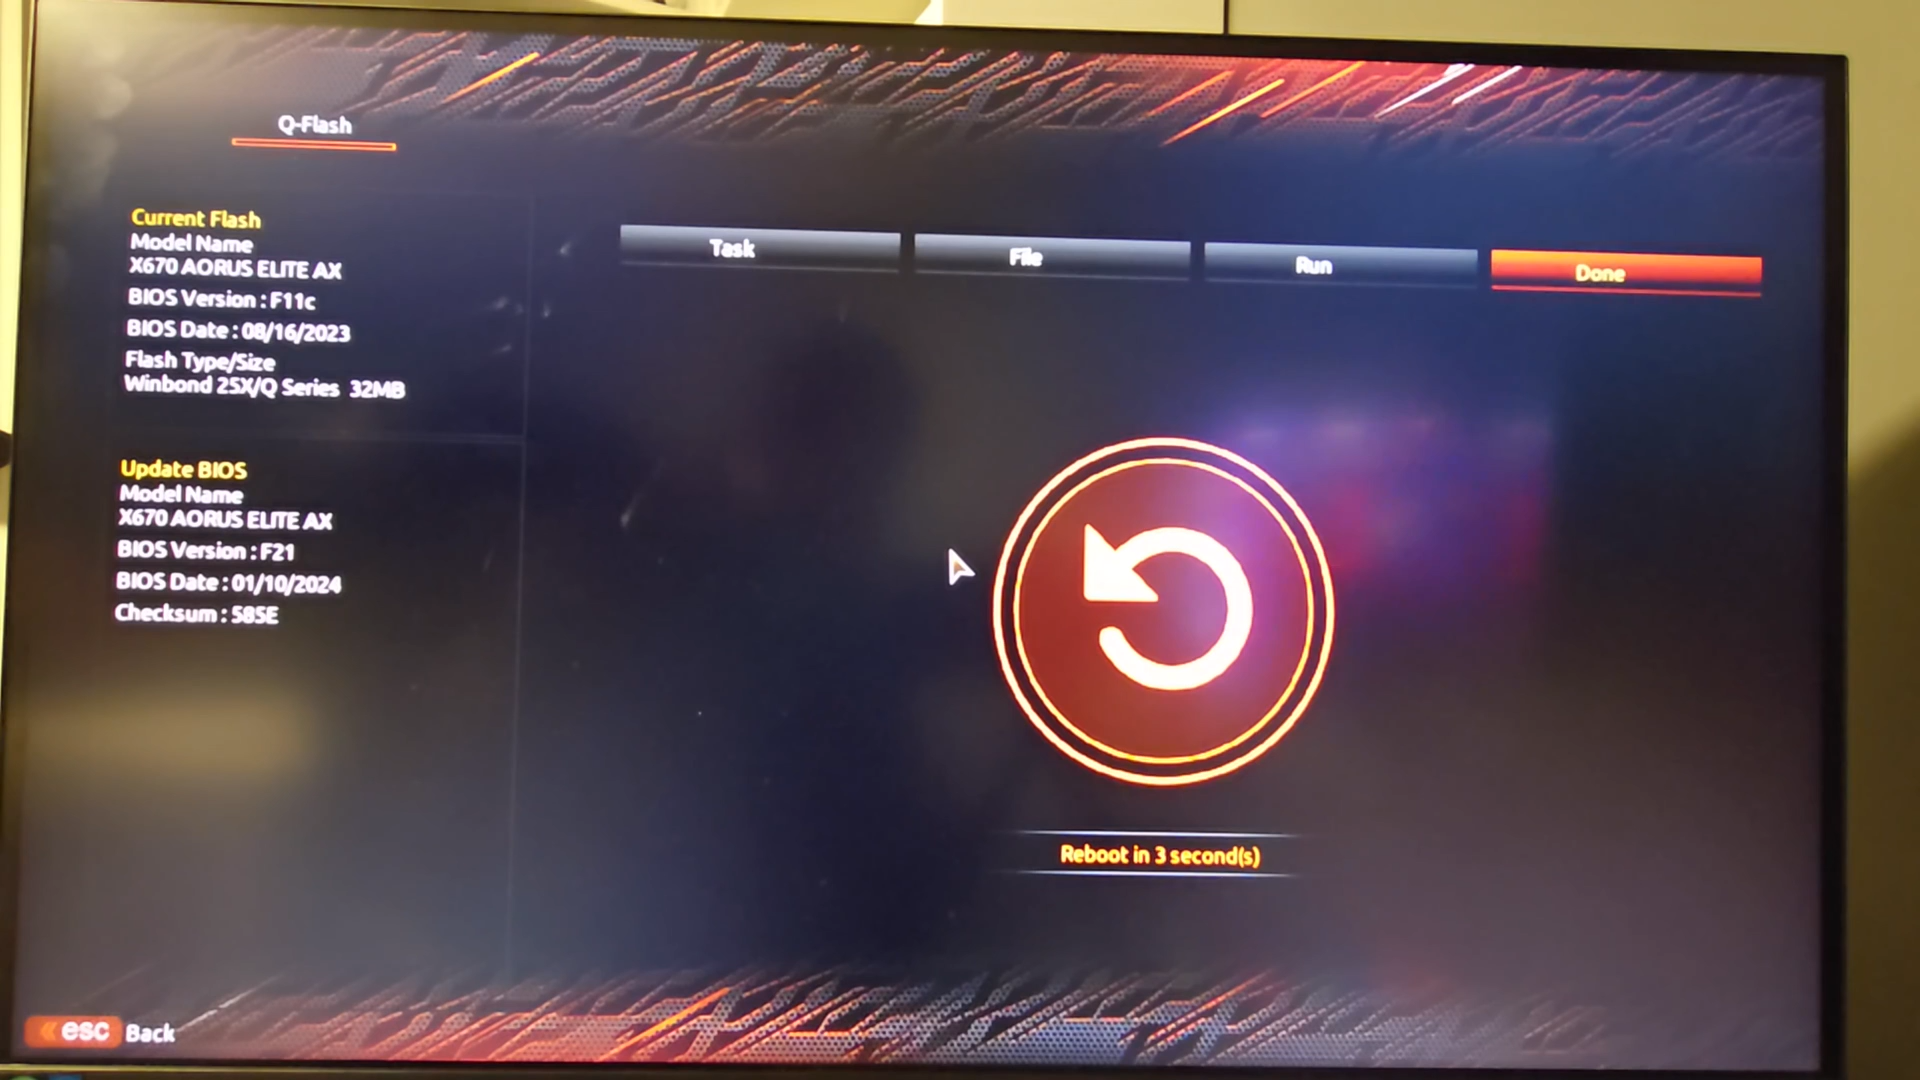 Q-Flash
Current Flash
Model Name
X670 AORUS ELITE AX
BIOS Version : F11c
BIOS Date : 08/16/2023
Flash Type/Size
Winbond 25X/Q Series 32MB
Update BIOS
Model Name
X670 AORUS ELITE AX
BIOS Version : F21
BIOS Date : 01/10/2024
Checksum : 585E
Task File Run Done
Reboot in 3 second(s)
esc Back